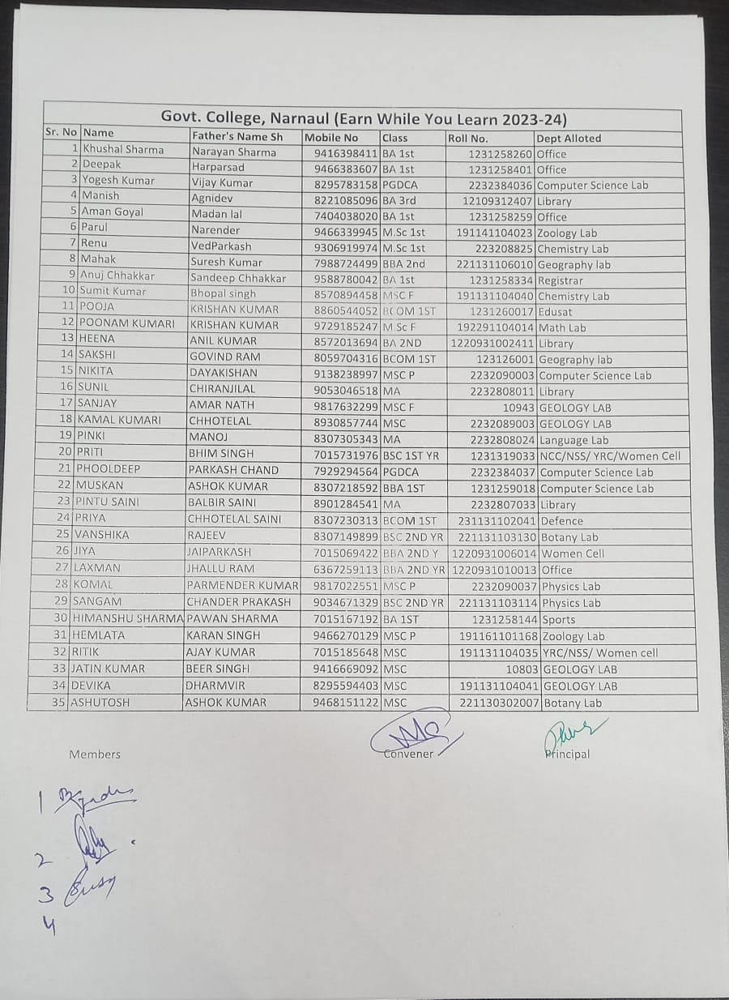 Govt. College, Narnaul (Earn While You Learn 2023-24)
Sr. No Name Father's Name Sh Mobile No Class Roll No. Dept Alloted
1 Khushal Sharma Narayan Sharma 9416398411 BA 1st 1231258260 Office
2 Deepak Harparsad 9466383607 BA 1st 1231258401 Office
3 Yogesh Kumar Vijay Kumar 8295783158 PGDCA 2232384036 Computer Science Lab
4 Manish Agnidev 8221085096 BA 3rd 12109312407 Library
5 Aman Goyal Madan lal 7404038020 BA 1st 1231258259 Office
6 Parul Narender 9466339945 M.Sc 1st 191141104023 Zoology Lab
7 Renu VedParkash 9306919974 M.Sc 1st 223208825 Chemistry Lab
8 Mahak Suresh Kumar 7988724499 BBA 2nd 221131106010 Geography lab
9 Anuj Chhakkar Sandeep Chhakkar 9588780042 BA 1st 1231258334 Registrar
10 Sumit Kumar Bhopal singh 8570894458 MSC F 191131104040 Chemistry Lab
11 POOJA KRISHAN KUMAR 8860544052 BCOM 1ST 1231260017 Edusat
12 POONAM KUMARI KRISHAN KUMAR 9729185247 M.Sc F 192291104014 Math Lab
13 HEENA ANIL KUMAR 8572013694 BA 2ND 1220931002411 Library
14 SAKSHI GOVIND RAM 8059704316 BCOM 1ST 123126001 Geography lab
15 NIKITA DAYAKISHAN 9138238997 MSC P 2232090003 Computer Science Lab
16 SUNIL CHIRANJILAL 9053046518 MA 2232808011 Library
17 SANJAY AMAR NATH 9817632299 MSC F 10943 GEOLOGY LAB
18 KAMAL KUMARI CHHOTELAL 8930857744 MSC 2232089003 GEOLOGY LAB
19 PINKI MANOJ 8307305343 MA 2232808024 Language Lab
20 PRITI BHIM SINGH 7015731976 BSC 1ST YR 1231319033 NCC/NSS/ YRC/Women Cell
21 PHOOLDEEP PARKASH CHAND 7929294564 PGDCA 2232384037 Computer Science Lab
22 MUSKAN ASHOK KUMAR 8307218592 BBA 1ST 1231259018 Computer Science Lab
23 PINTU SAINI BALBIR SAINI 8901284541 MA 2232807033 Library
24 PRIYA CHHOTELAL SAINI 8307230313 BCOM 1ST 231131102041 Defence
25 VANSHIKA RAJEEV 8307149899 BSC 2ND YR 221131103130 Botany Lab
26 JIYA JAIPARKASH 7015069422 BBA 2ND Y 1220931006014 Women Cell
27 LAXMAN JHALLU RAM 6367259113 BBA 2ND YR 1220931010013 Office
28 KOMAL PARMENDER KUMAR 9817022551 MSC P 2232090037 Physics Lab
29 SANGAM CHANDER PRAKASH 9034671329 BSC 2ND YR 221131103114 Physics Lab
30 HIMANSHU SHARMA PAWAN SHARMA 7015167192 BA 1ST 1231258144 Sports
31 HEMLATA KARAN SINGH 9466270129 MSC P 191161101168 Zoology Lab
32 RITIK AJAY KUMAR 7015185648 MSC 191131104035 YRC/NSS/ Women cell
33 JATIN KUMAR BEER SINGH 9416669092 MSC 10803 GEOLOGY LAB
34 DEVIKA DHARMVIR 8295594403 MSC 191131104041 GEOLOGY LAB
35 ASHUTOSH ASHOK KUMAR 9468151122 MSC 221130302007 Botany Lab
Members Convener Principal
1
2
3
4